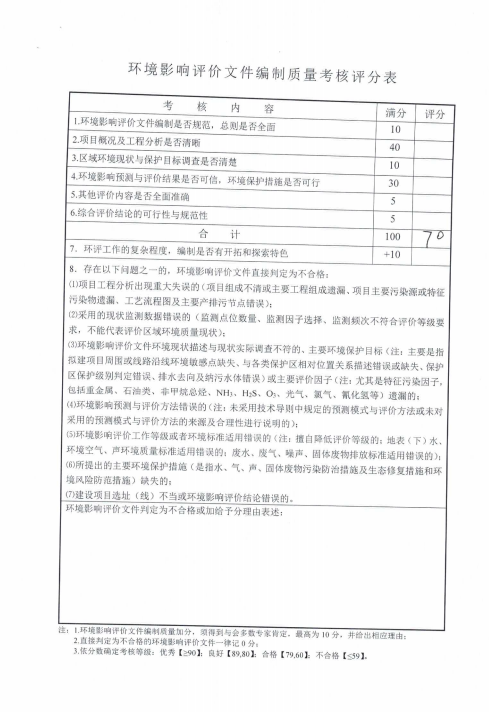 环境影响评价文件编制质量考核评分表
考 核 内 容 满分 评分
1.环境影响评价文件编制是否规范，总则是否全面 10
2.项目概况及工程分析是否清晰 40
3.区域环境现状与保护目标调查是否清楚 10
4.环境影响预测与评价结果是否可信，环境保护措施是否可行 30
5.其他评价内容是否全面准确 5
6.综合评价结论的可行性与规范性 5
合 计 100 70
7．环评工作的复杂程度，编制是否有开拓和探索特色 +10
8．存在以下问题之一的，环境影响评价文件直接判定为不合格：
⑴项目工程分析出现重大失误的（项目组成不清或主要工程组成遗漏、项目主要污染源或特征
污染物遗漏、工艺流程图及主要产排污节点错误）；
⑵采用的现状监测数据错误的（监测点位数量、监测因子选择、监测频次不符合评价等级要
求，不能代表评价区域环境质量现状）；
⑶环境影响评价文件环境现状描述与现状实际调查不符的、主要环境保护目标（注：主要是指
拟建项目周围或线路沿线环境敏感点缺失、与各类保护区相对位置关系描述错误或缺失、保护
区保护级别判定错误、排水去向及纳污水体错误）或主要评价因子（注：尤其是特征污染因子，
包括重金属、石油类、非甲烷总烃、NH₃、H₂S、O₃、光气、氯气、氰化氢等）遗漏的；
⑷环境影响预测与评价方法错误的（注：未采用技术导则中规定的预测模式与评价方法或未对
采用的预测模式与评价方法的来源及合理性进行说明的）；
⑸环境影响评价工作等级或者环境标准适用错误的（注：擅自降低评价等级的；地表（下）水、
环境空气、声环境质量标准适用错误的；废水、废气、噪声、固体废物排放标准适用错误的）；
⑹所提出的主要环境保护措施（是指水、气、声、固体废物污染防治措施及生态修复措施和环
境风险防范措施）缺失的；
⑺建设项目选址（线）不当或环境影响评价结论错误的。
环境影响评价文件判定为不合格或加给予分理由表述：
注：1.环境影响评价文件编制质量加分，须得到与会多数专家肯定，最高为 10 分，并给出相应理由；
2.直接判定为不合格的环境影响评价文件一律记 0 分；
3.依分数确定考核等级：优秀【≥90】；良好【89,80】；合格【79,60】；不合格【≤59】。